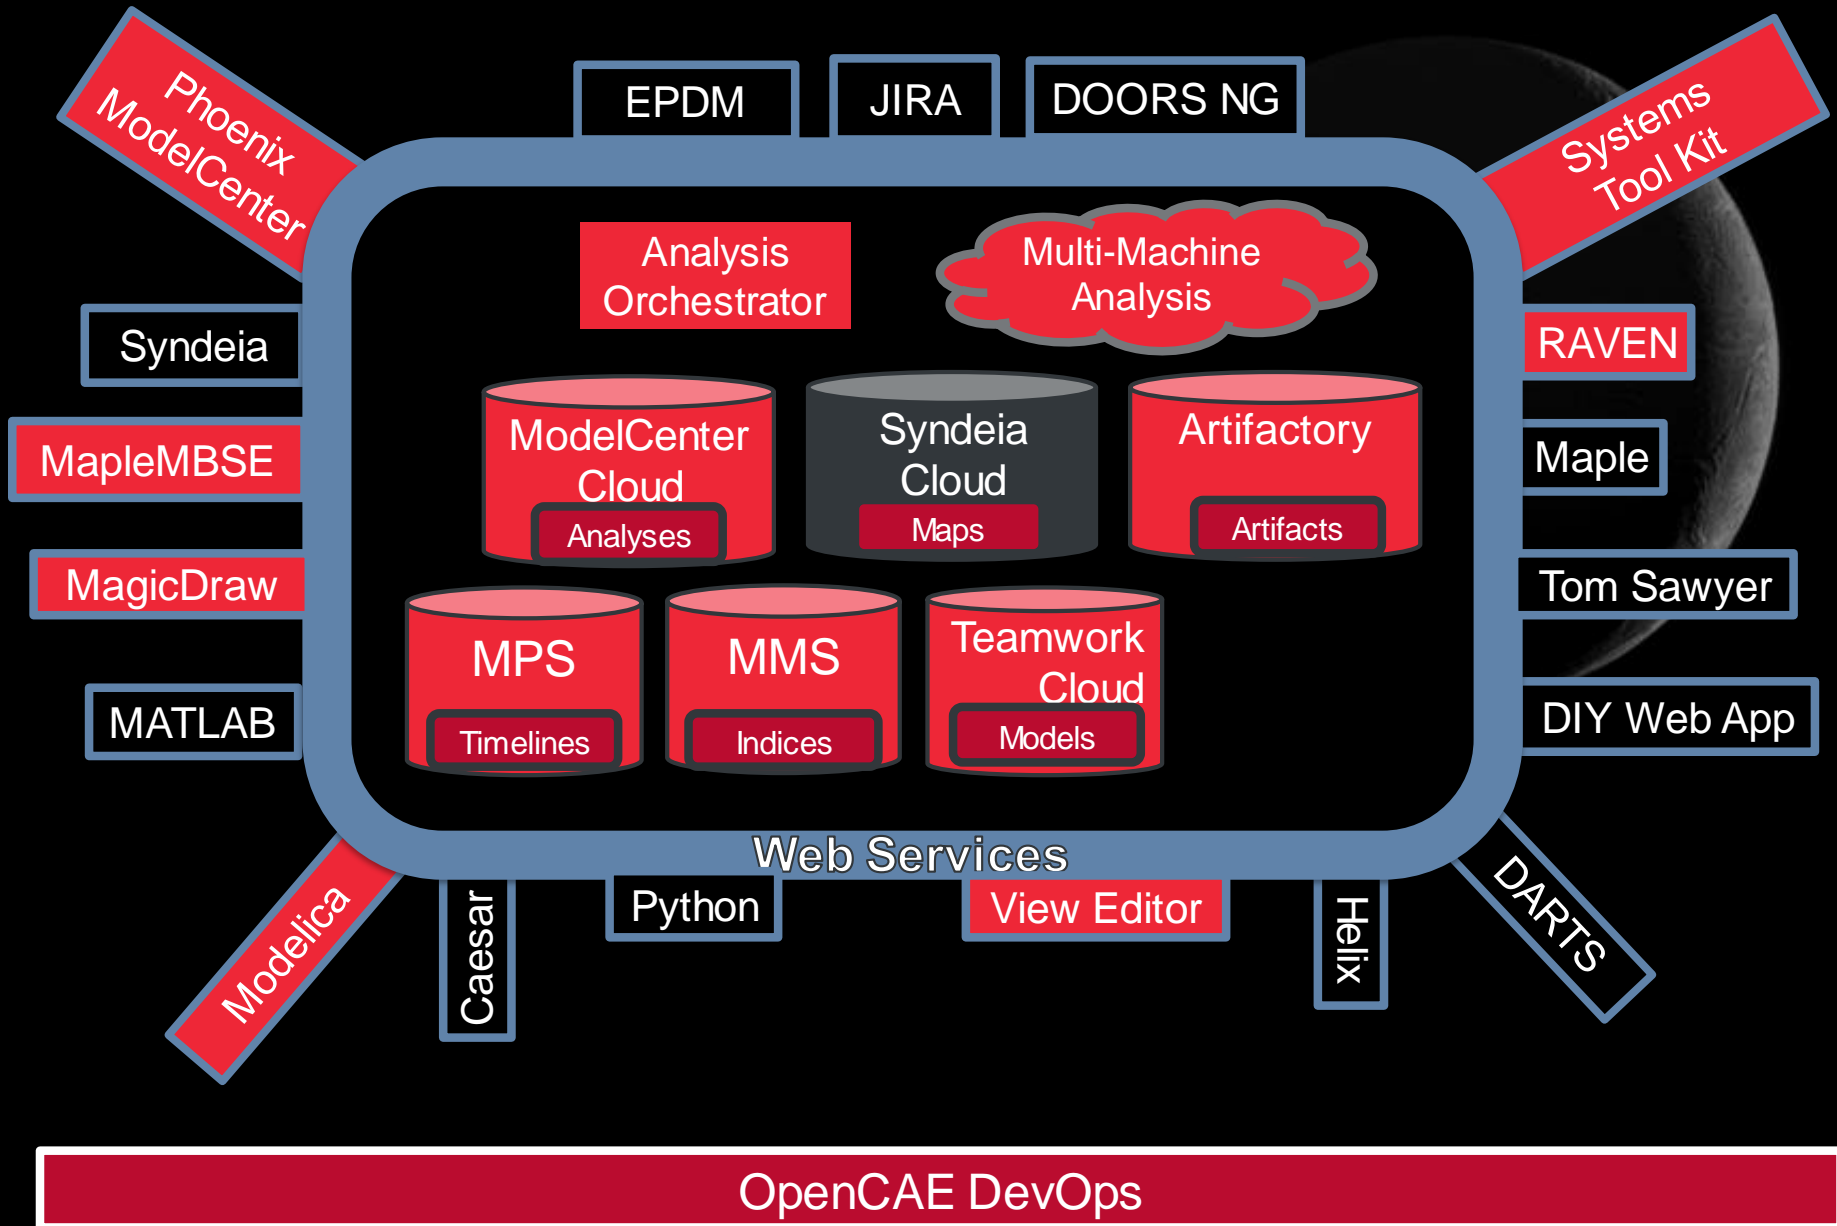 Phoenix
ModelCenter
EPDM
JIRA
DOORS NG
Systems
Tool Kit
Analysis
Orchestrator
Multi-Machine
Analysis
Syndeia
MapleMBSE
MagicDraw
MATLAB
RAVEN
Maple
Tom Sawyer
DIY Web App
ModelCenter
Cloud
Analyses
Syndeia
Cloud
Maps
Artifactory
Artifacts
MPS
Timelines
MMS
Indices
Teamwork
Cloud
Models
Web Services
Modelica
Caesar
Python
View Editor
Helix
DARTS
OpenCAE DevOps